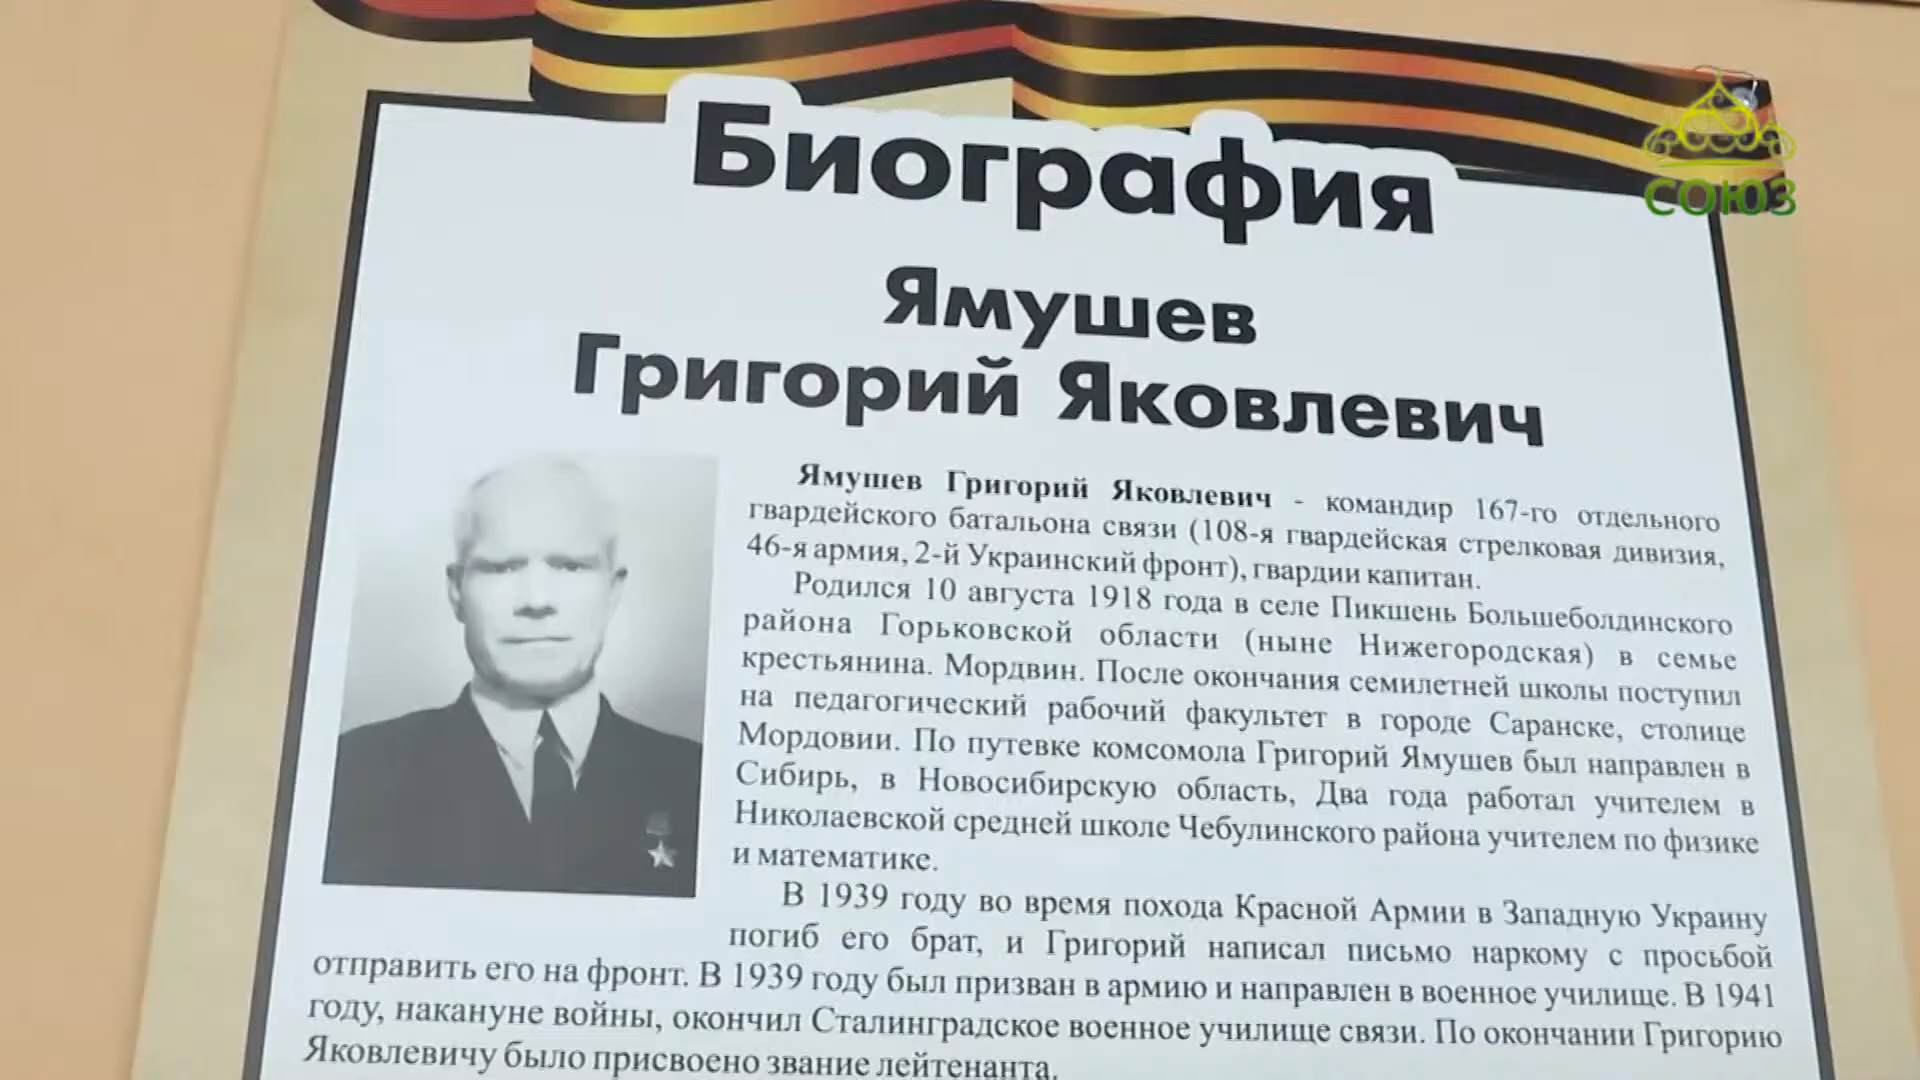 Биография
СОЮЗ
Ямушев
Григорий Яковлевич
Ямушев Григорий Яковлевич - командир 167-го отдельного
гвардейского батальона связи (108-я гвардейская стрелковая дивизия,
46-я армия, 2-й Украинский фронт), гвардии капитан.
Родился 10 августа 1918 года в селе Пикшень Большеболдинского
района Горьковской области (ныне Нижегородская) в семье
крестьянина. Мордвин. После окончания семилетней школы поступил
на педагогический рабочий факультет в городе Саранске, столице
Мордовии. По путевке комсомола Григорий Ямушев был направлен в
Сибирь, в Новосибирскую область, Два года работал учителем в
Николаевской средней школе Чебулинского района учителем по физике
и математике.
В 1939 году во время похода Красной Армии в Западную Украину
погиб его брат, и Григорий написал письмо наркому с просьбой
отправить его на фронт. В 1939 году был призван в армию и направлен в военное училище. В 1941
году, накануне войны, окончил Сталинградское военное училище связи. По окончании Григорию
Яковлевичу было присвоено звание лейтенанта.